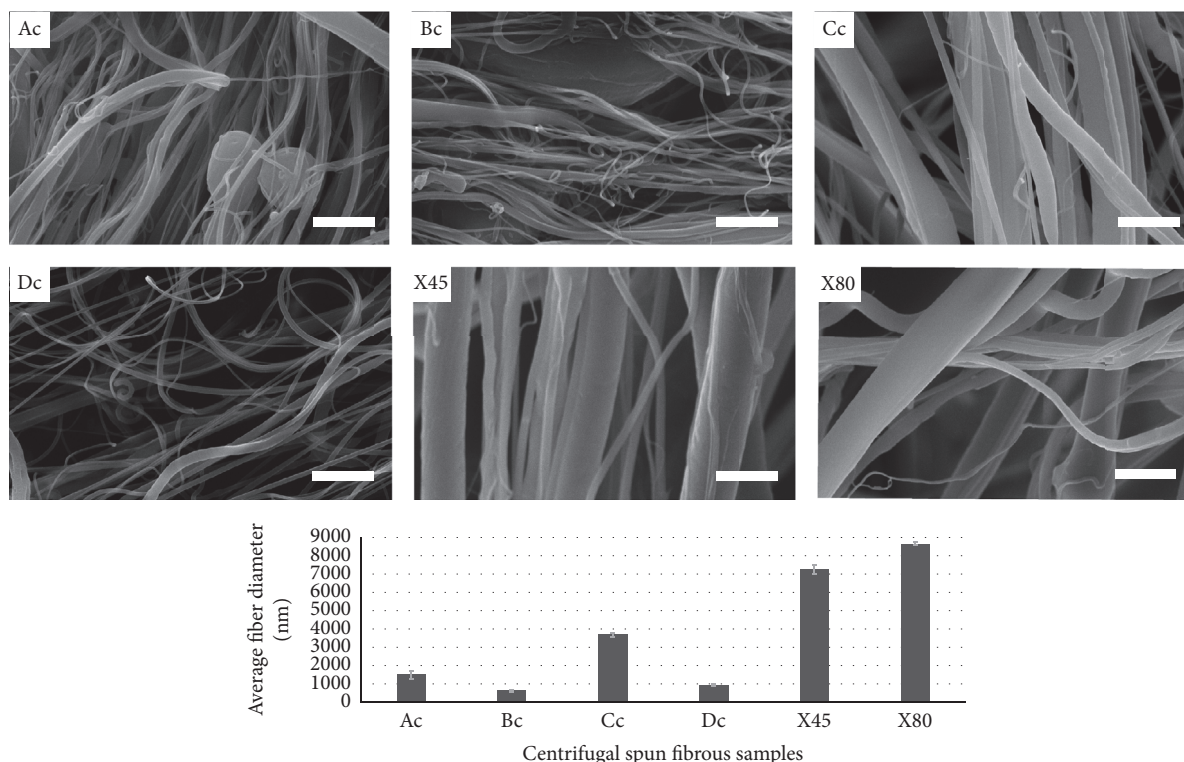 Ac
Bc
Cc
Dc
X45
X80
Average fiber diameter
(nm)
9000
8000
7000
6000
5000
4000
3000
2000
1000
0
Ac Bc Cc Dc X45 X80
Centrifugal spun fibrous samples